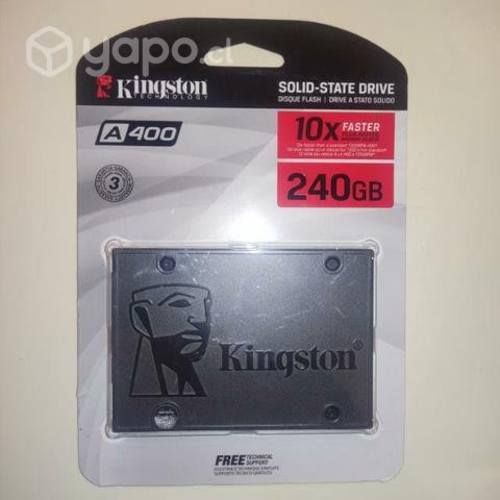 yapo.cl
Kingston
TECHNOLOGY
SOLID-STATE DRIVE
DISQUE FLASH | DRIVE A STATO SOLIDO
A400
10x FASTER
240GB
3
Kingston
FREE TECHNICAL SUPPORT